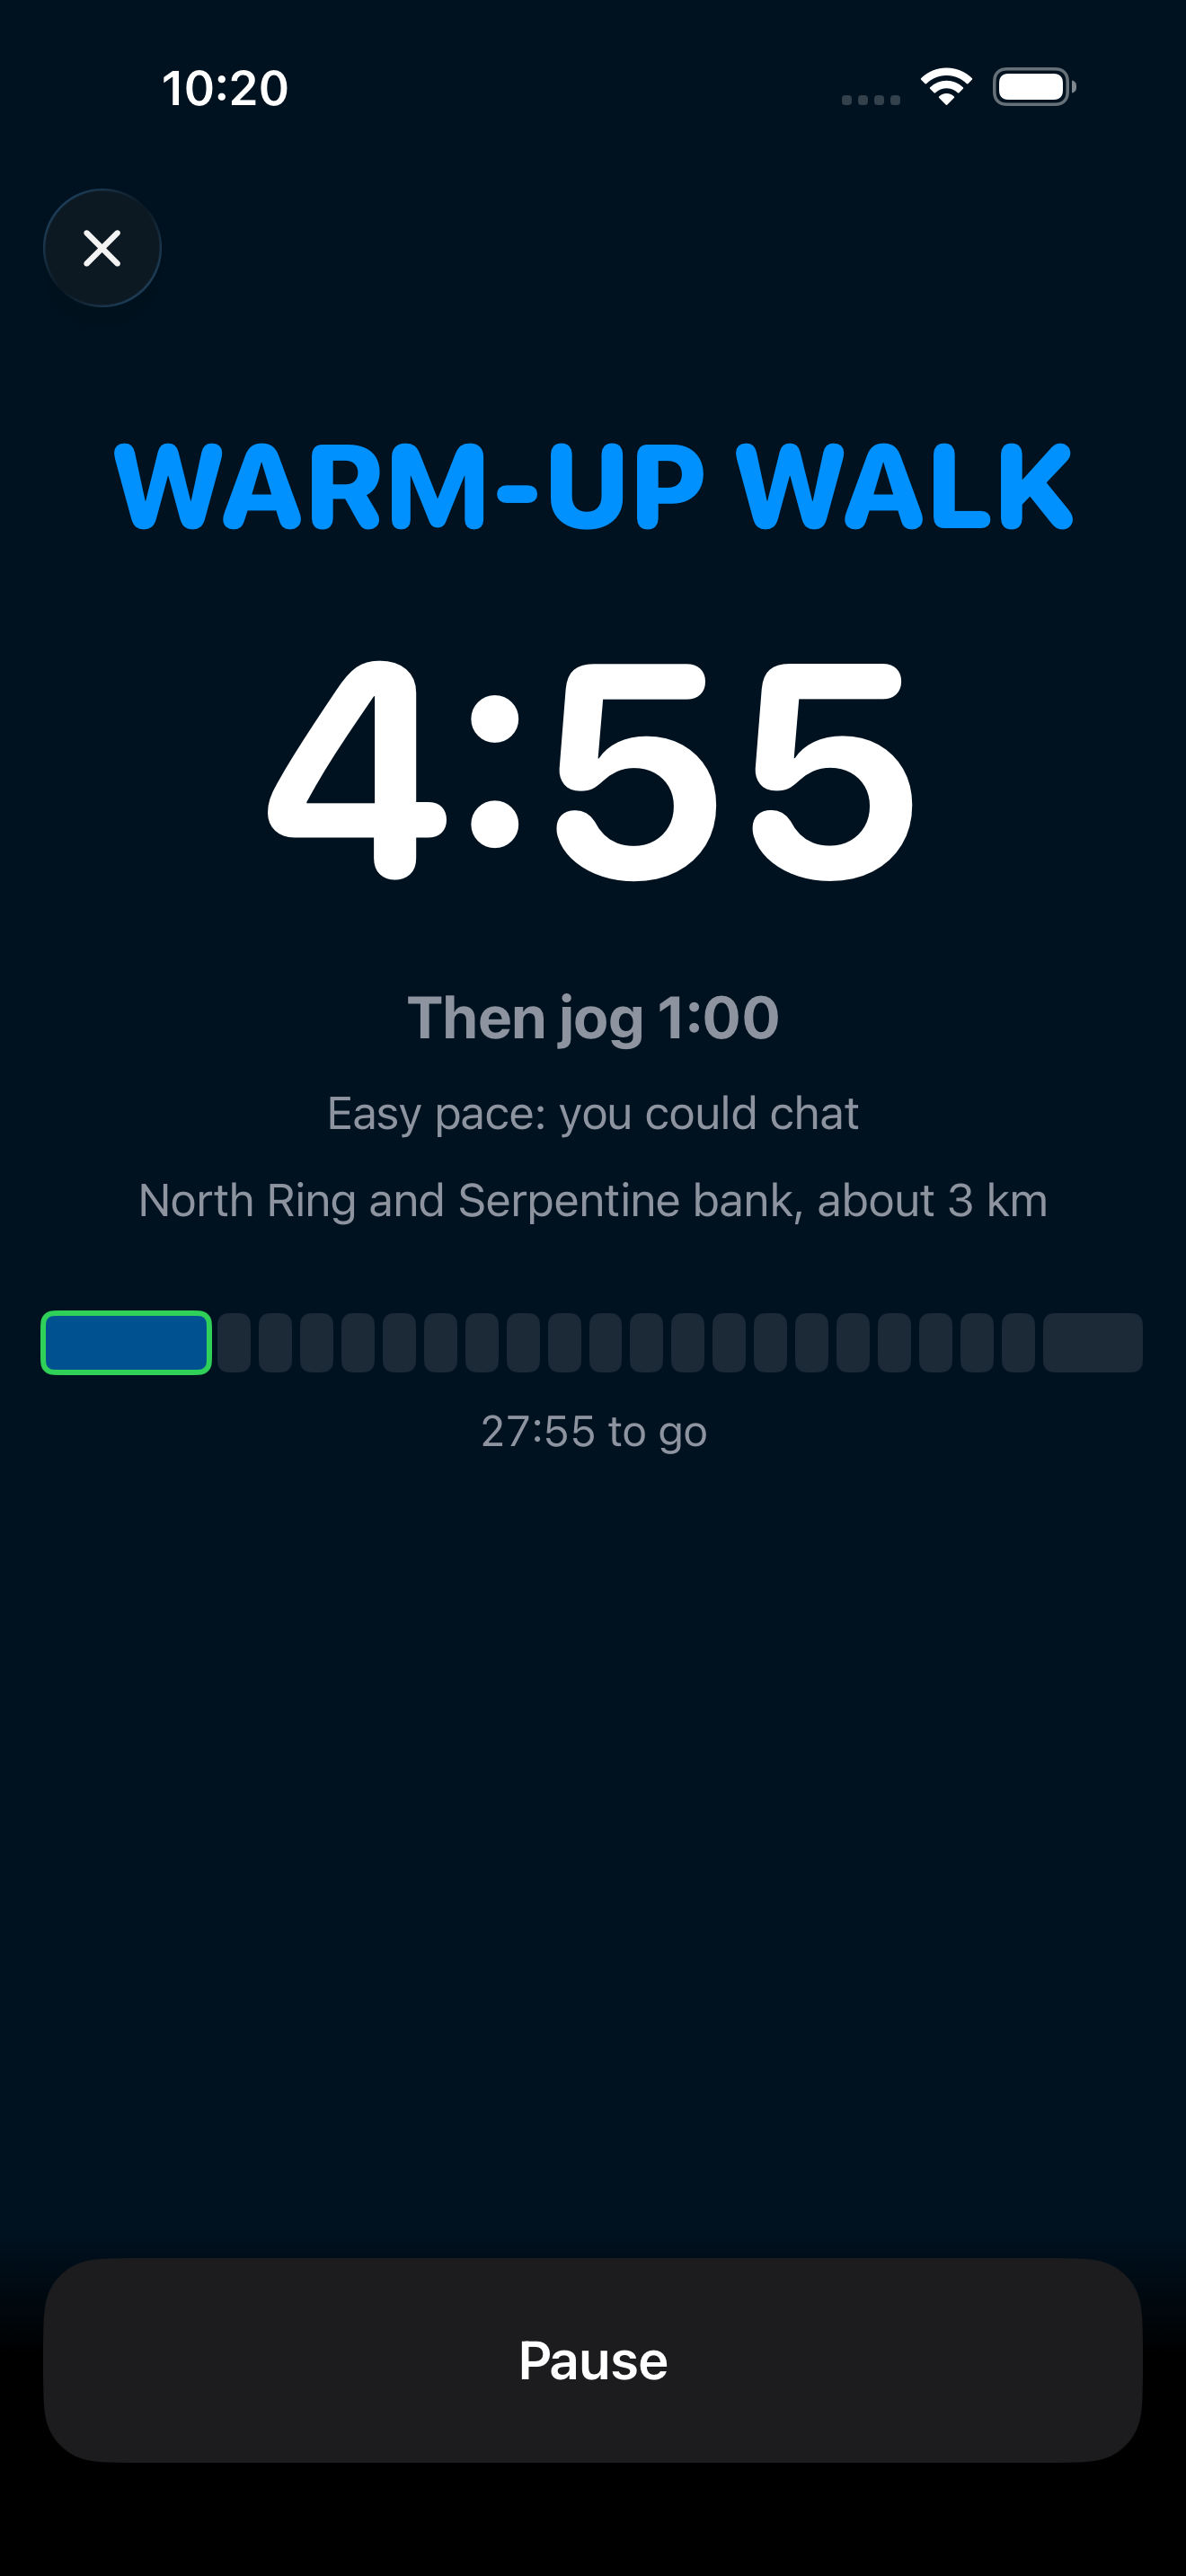 10:20
WARM-UP WALK
4:55
Then jog 1:00
Easy pace: you could chat
North Ring and Serpentine bank, about 3 km
27:55 to go
Pause